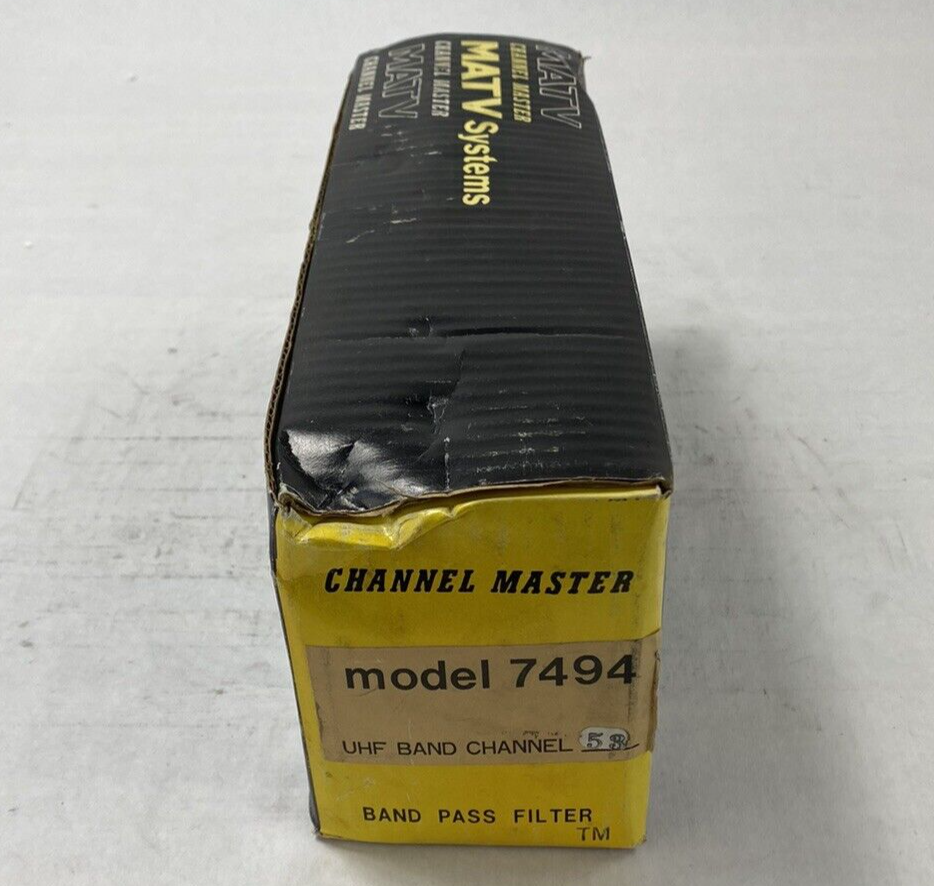 MATV
CHANNEL MASTER
MATV Systems
CHANNEL MASTER
MATV
CHANNEL MASTER
CHANNEL MASTER
model 7494
UHF BAND CHANNEL 53
BAND PASS FILTER
TM